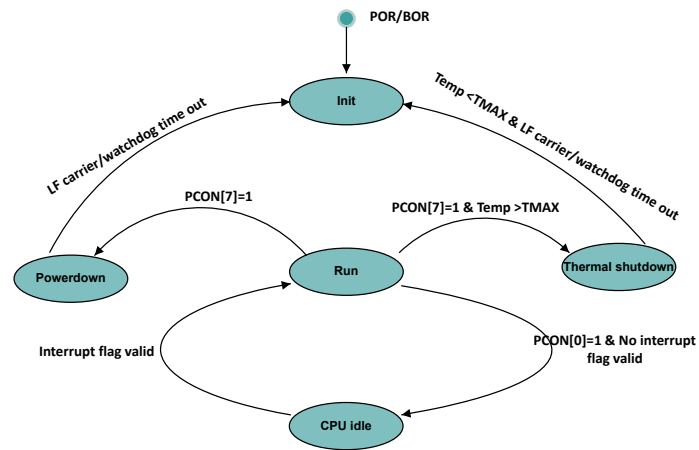 POR/BOR
Init
LF carrier/watchdog time out
Temp <TMAX & LF carrier/watchdog time out
PCON[7]=1
PCON[7]=1 & Temp >TMAX
Powerdown
Run
Thermal shutdown
Interrupt flag valid
PCON[0]=1 & No interrupt
flag valid
CPU idle